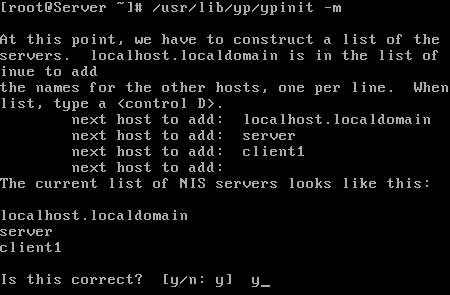 [root@Server ~]# /usr/lib/yp/ypinit -m
At this point, we have to construct a list of the
servers.  localhost.localdomain is in the list of
inue to add
the names for the other hosts, one per line.  When
list, type a <control D>.
next host to add:  localhost.localdomain
next host to add:  server
next host to add:  client1
next host to add:
The current list of NIS servers looks like this:
localhost.localdomain
server
client1
Is this correct?  [y/n: y]  y_